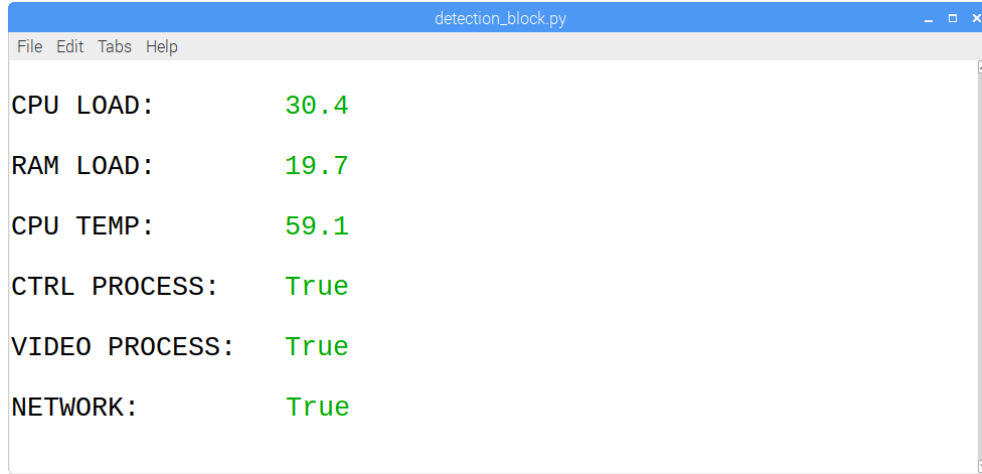 detection_block.py
File Edit Tabs Help
CPU LOAD: 30.4
RAM LOAD: 19.7
CPU TEMP: 59.1
CTRL PROCESS: True
VIDEO PROCESS: True
NETWORK: True